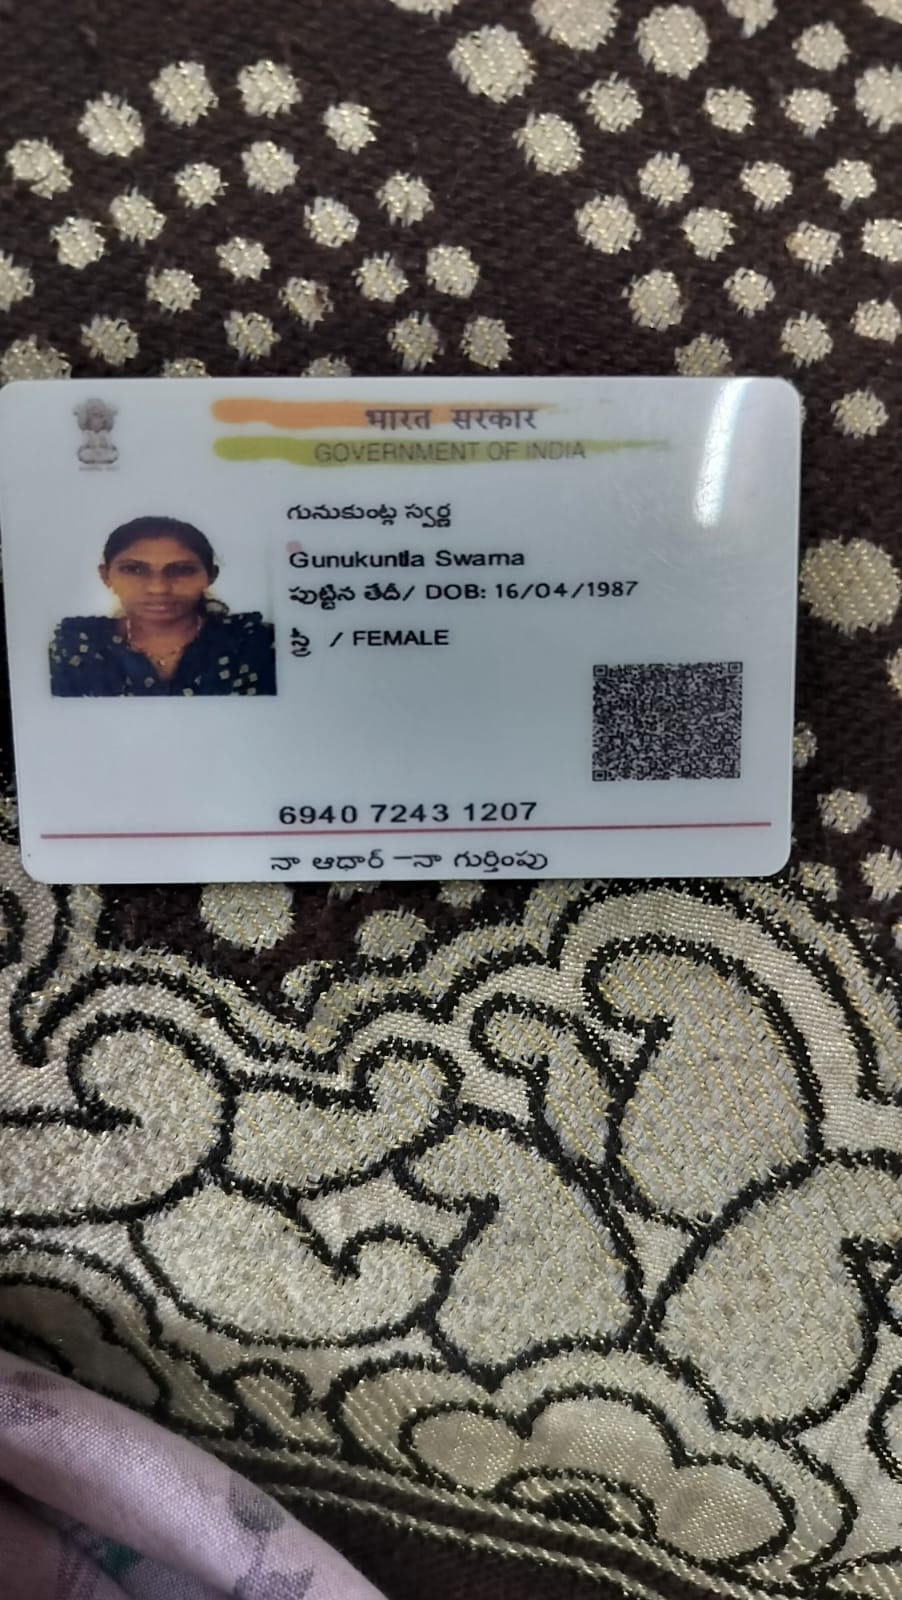 भारत सरकार
GOVERNMENT OF INDIA
గునుకుంట్ల స్వర్ణ
Gunukuntla Swarna
పుట్టిన తేదీ/ DOB: 16/04/1987
స్త్రీ / FEMALE
6940 7243 1207
నా ఆధార్ –నా గుర్తింపు